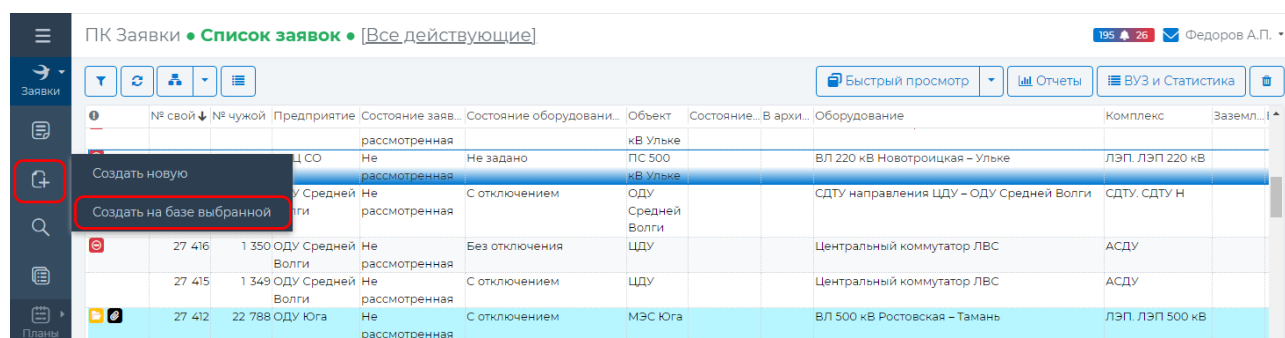 ПК Заявки ● Список заявок ● [Все действующие]
195 26 Федоров А.П.
Заявки
Быстрый просмотр Отчеты ВУЗ и Статистика
№ свой № чужой Предприятие Состояние заяв... Состояние оборудовани... Объект Состояние... В архи... Оборудование Комплекс Заземл...
рассмотренная кВ Ульке
Не Не задано ПС 500 ВЛ 220 кВ Новотроицкая – Ульке ЛЭП. ЛЭП 220 кВ
рассмотренная кВ Ульке
Создать новую
Средней Не С отключением ОДУ СДТУ направления ЦДУ – ОДУ Средней Волги СДТУ. СДТУ Н
рассмотренная Средней
Волги
Создать на базе выбранной
27 416 1 350 ОДУ Средней Не Без отключения ЦДУ Центральный коммутатор ЛВС АСДУ
Волги рассмотренная
27 415 1 349 ОДУ Средней Не С отключением ЦДУ Центральный коммутатор ЛВС АСДУ
Волги рассмотренная
27 412 22 788 ОДУ Юга Не С отключением МЭС Юга ВЛ 500 кВ Ростовская – Тамань ЛЭП. ЛЭП 500 кВ
рассмотренная
Планы